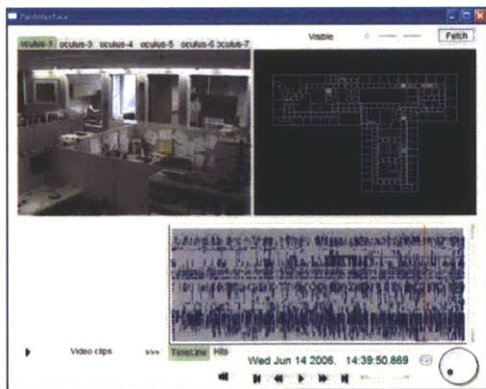 Visible
Fetch
oculus-1 oculus-3 oculus-4 oculus-5 oculus-6 oculus-7
Video clips >>> TimeLine Hits
Wed Jun 14 2006, 14:39:50.869